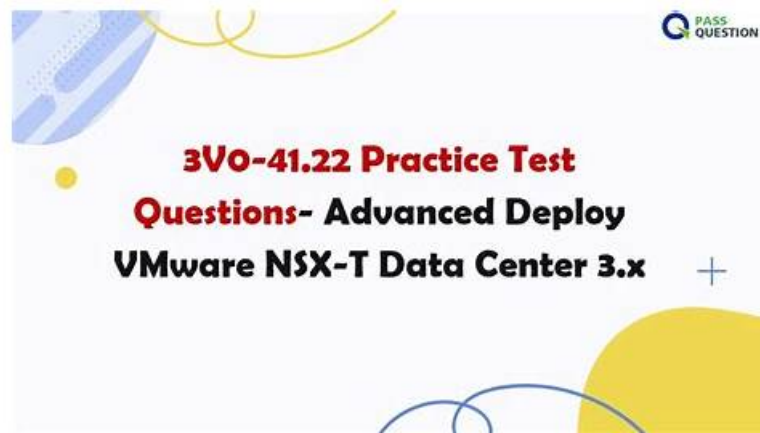 PASS
QUESTION
3V0-41.22 Practice Test
Questions- Advanced Deploy
VMware NSX-T Data Center 3.x